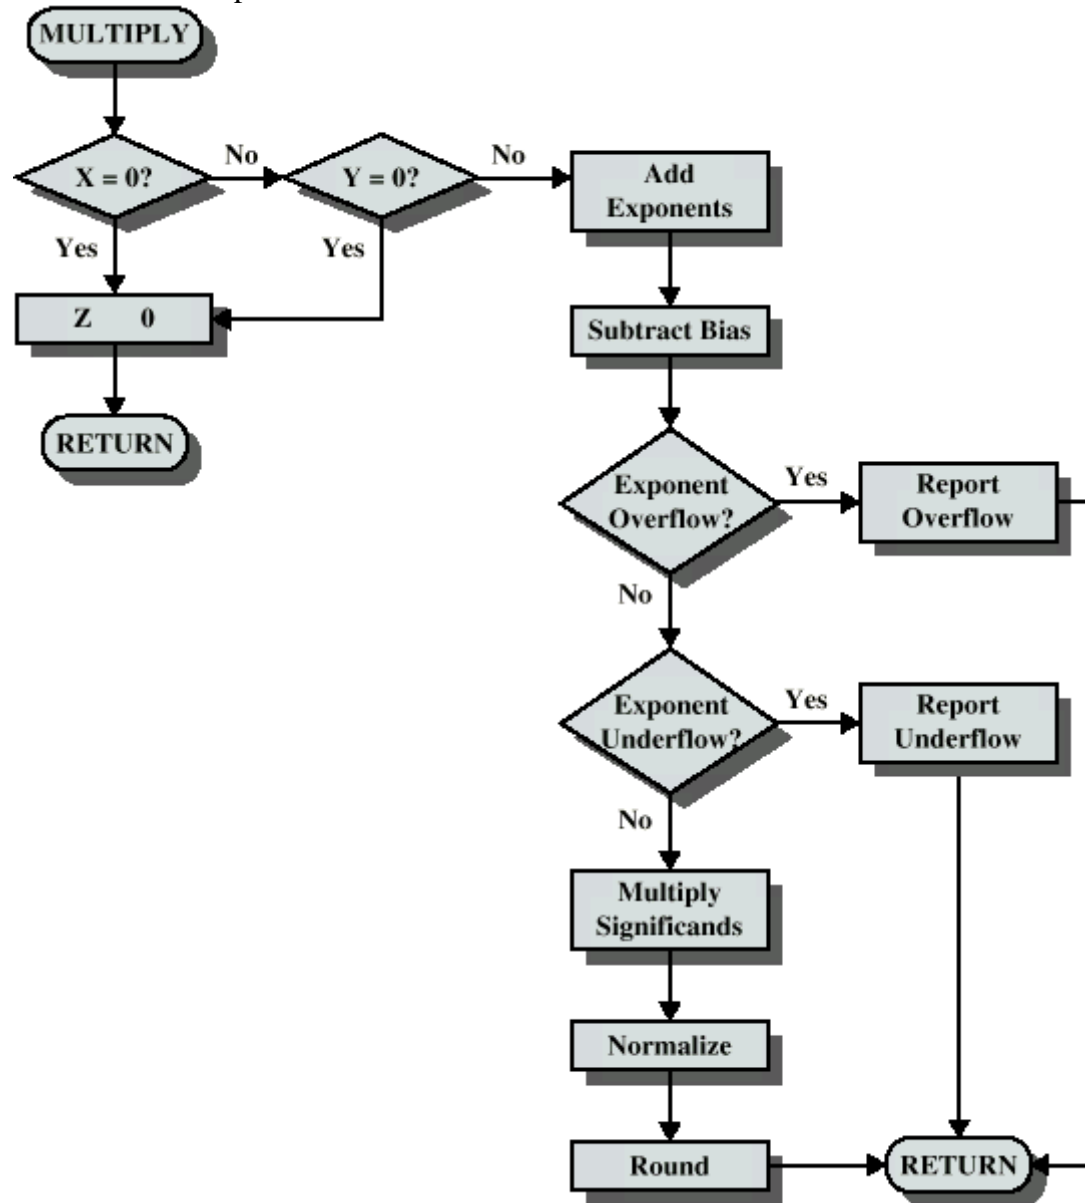 MULTIPLY
X = 0?
No
Y = 0?
No
Add
Exponents
Yes
Yes
Z 0
Subtract Bias
RETURN
Exponent
Overflow?
Yes
Report
Overflow
No
Exponent
Underflow?
Yes
Report
Underflow
No
Multiply
Significands
Normalize
Round
RETURN